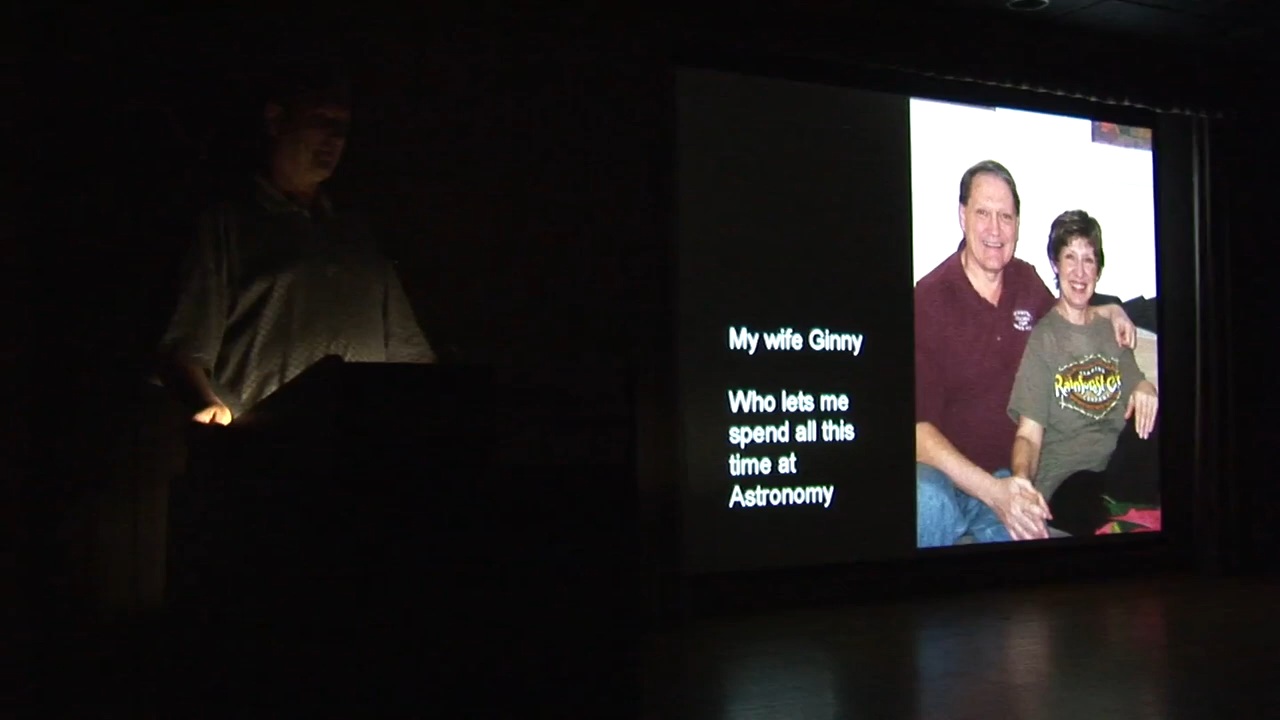 My wife Ginny
Who lets me
spend all this
time at
Astronomy